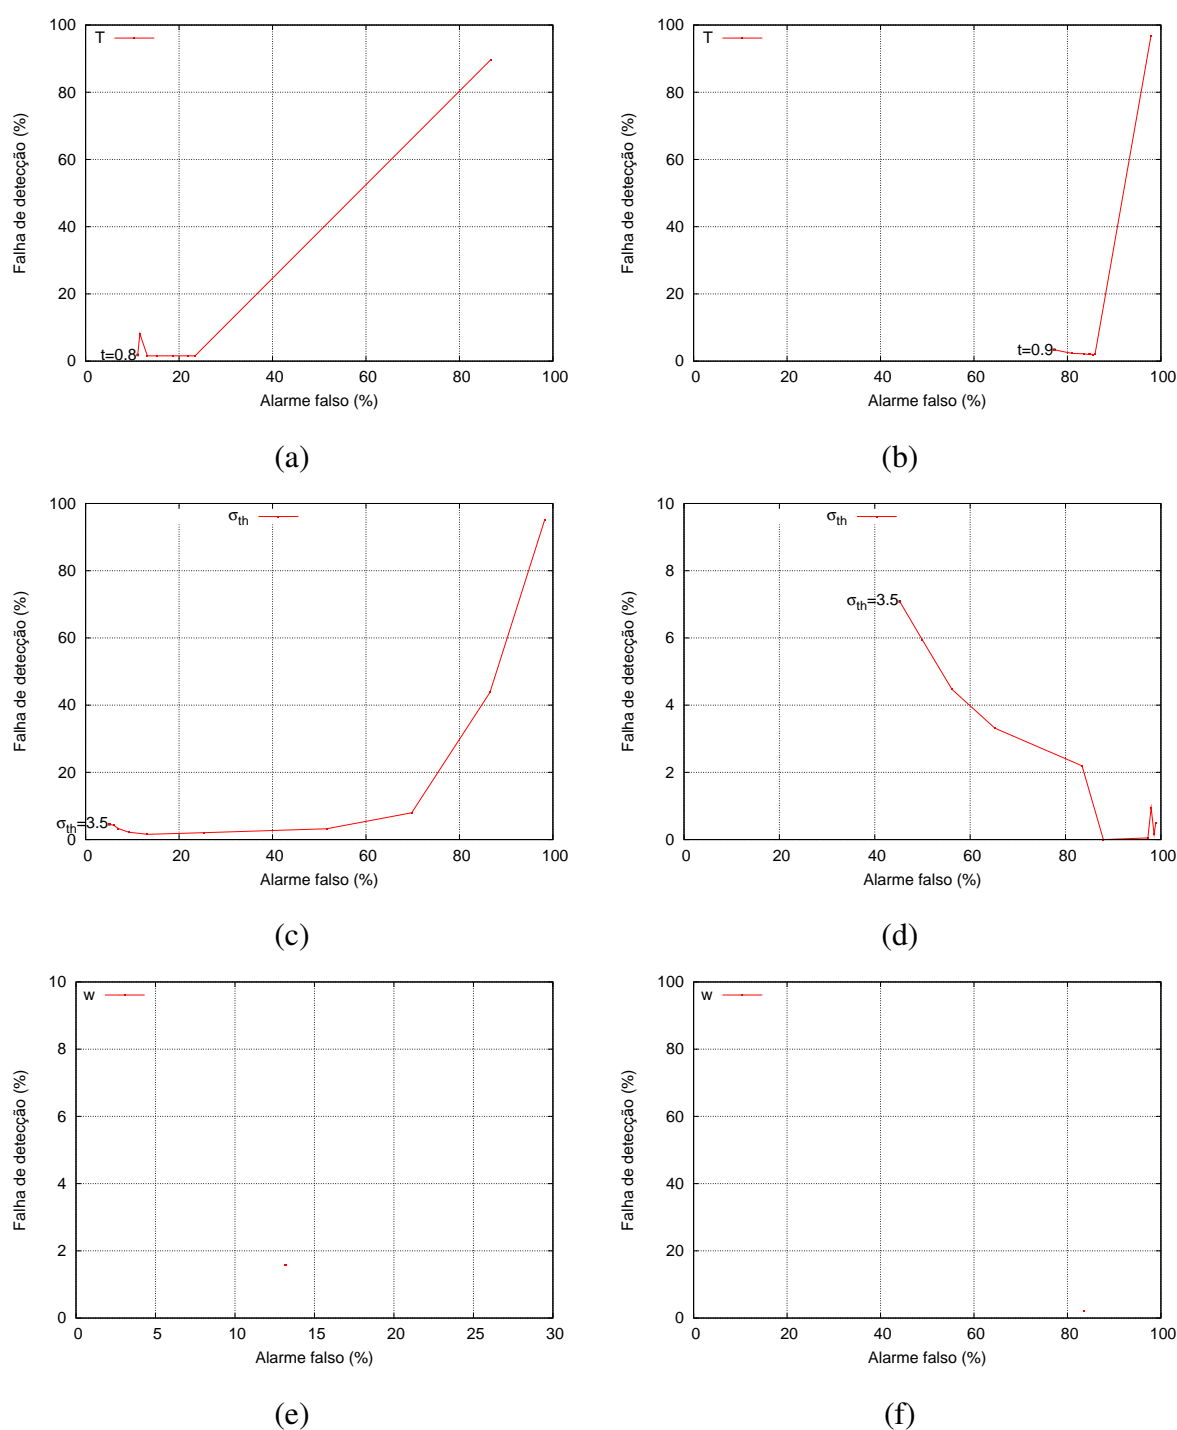 100
80
60
40
20
0
0 20 40 60 80 100
Falha de detecção (%)
Alarme falso (%)
T
t=0.8
(a)
100
80
60
40
20
0
0 20 40 60 80 100
Falha de detecção (%)
Alarme falso (%)
T
t=0.9
(b)
100
80
60
40
20
0
0 20 40 60 80 100
Falha de detecção (%)
Alarme falso (%)
σth
σth=3.5
(c)
10
8
6
4
2
0
0 20 40 60 80 100
Falha de detecção (%)
Alarme falso (%)
σth
σth=3.5
(d)
10
8
6
4
2
0
0 5 10 15 20 25 30
Falha de detecção (%)
Alarme falso (%)
w
(e)
100
80
60
40
20
0
0 20 40 60 80 100
Falha de detecção (%)
Alarme falso (%)
w
(f)